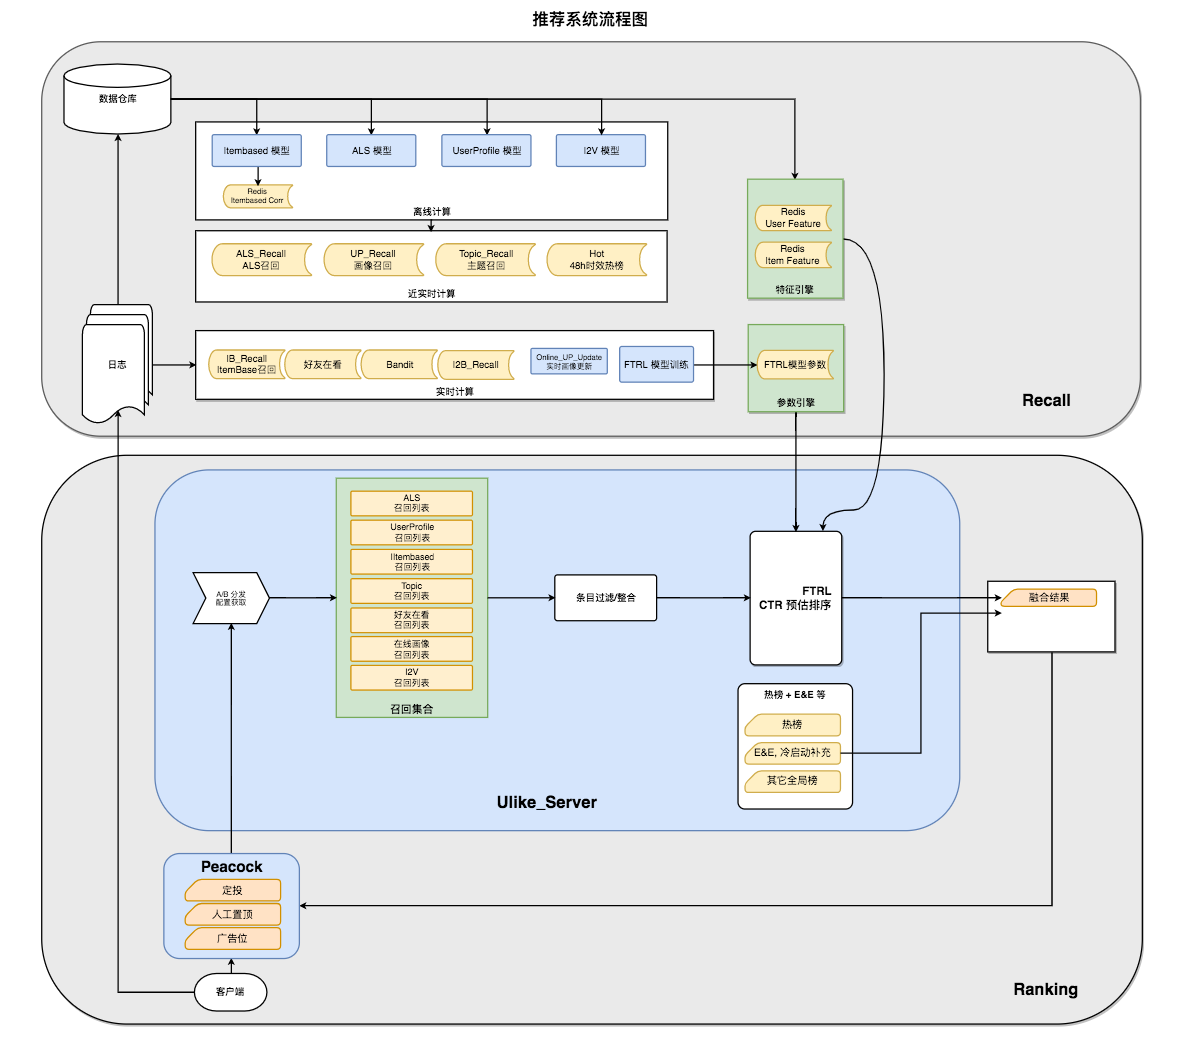 推荐系统流程图
数据仓库
Itembased 模型
ALS 模型
UserProfile 模型
I2V 模型
Redis
Itembased Corr
离线计算
Redis
User Feature
Redis
Item Feature
特征引擎
ALS_Recall
ALS召回
UP_Recall
画像召回
Topic_Recall
主题召回
Hot
48h时效热榜
近实时计算
日志
IB_Recall
ItemBase召回
好友在看
Bandit
I2B_Recall
Online_UP_Update
实时画像更新
FTRL 模型训练
实时计算
FTRL模型参数
参数引擎
Recall
A/B 分发
配置获取
ALS
召回列表
UserProfile
召回列表
IItembased
召回列表
Topic
召回列表
好友在看
召回列表
在线画像
召回列表
I2V
召回列表
召回集合
条目过滤/整合
FTRL
CTR 预估排序
融合结果
热榜 + E&E 等
热榜
E&E, 冷启动补充
其它全局榜
Ulike_Server
Peacock
定投
人工置顶
广告位
客户端
Ranking